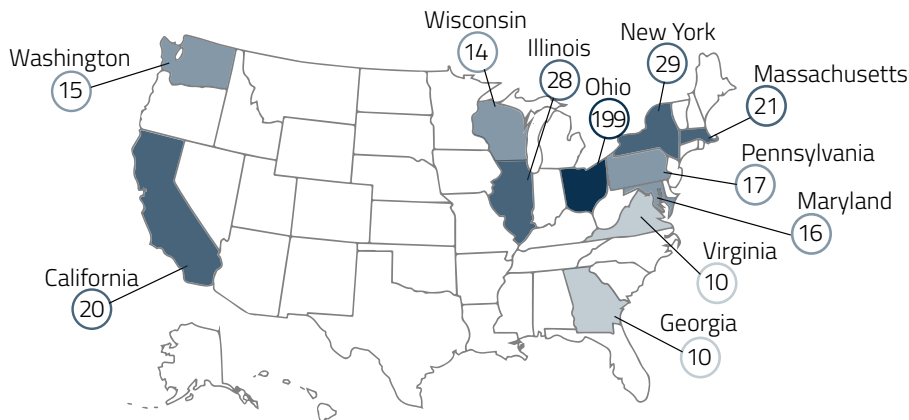 Wisconsin
14
Washington
15
Illinois
28
Ohio
199
New York
29
Massachusetts
21
Pennsylvania
17
Maryland
16
Virginia
10
California
20
Georgia
10